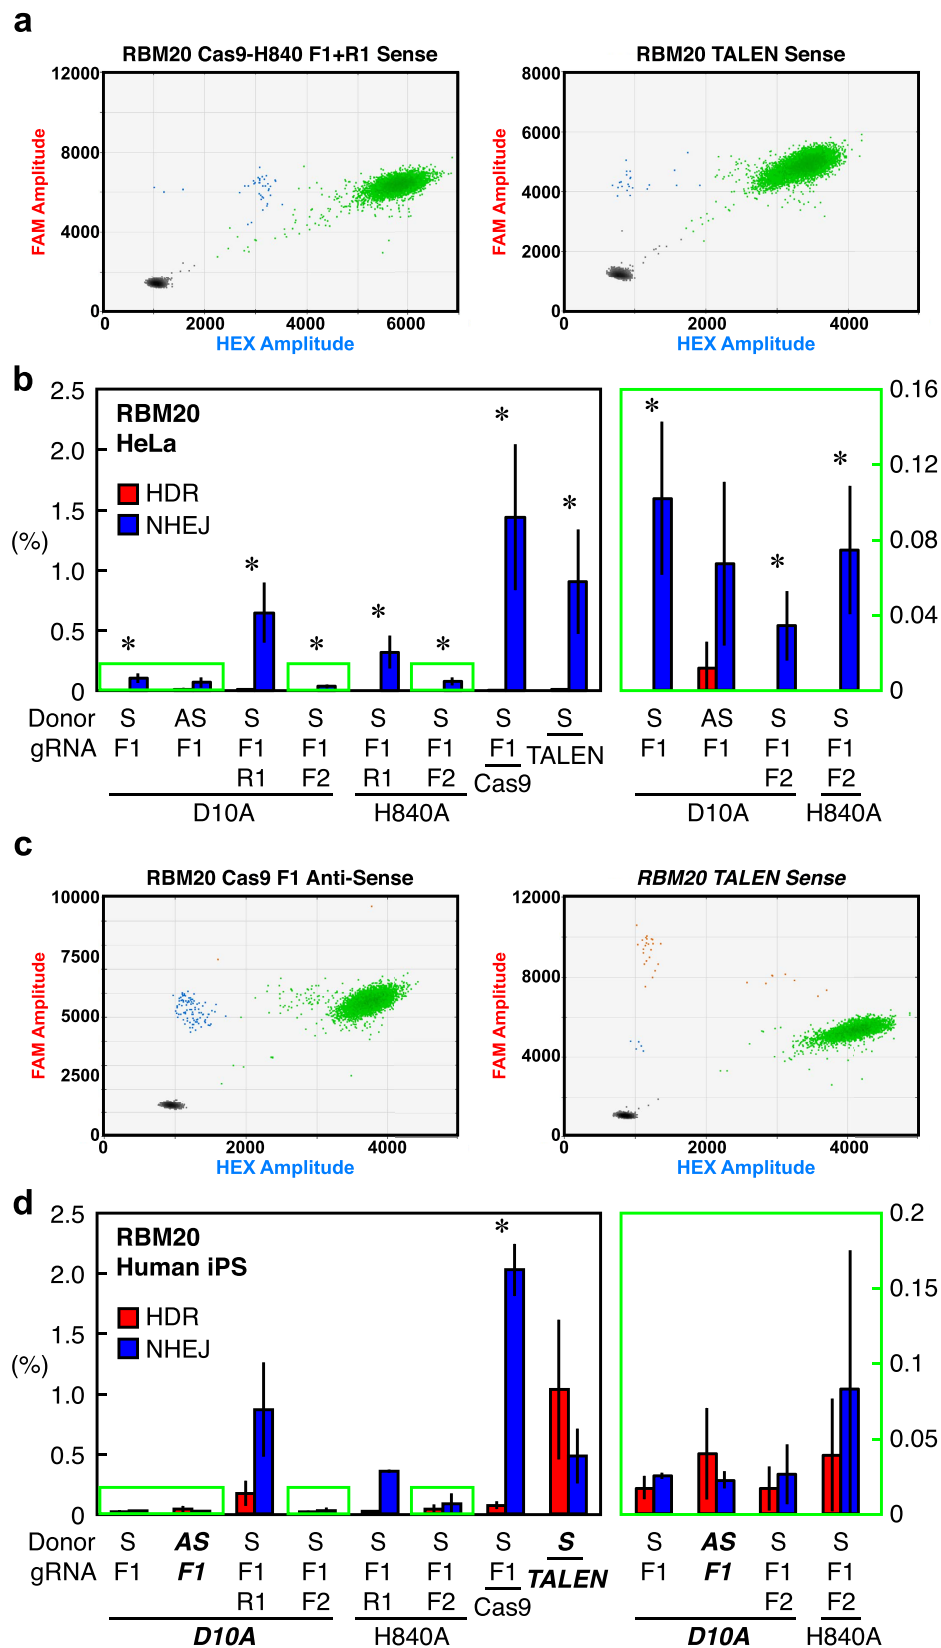 a
RBM20 Cas9-H840 F1+R1 Sense
FAM Amplitude
12000
8000
4000
0
0 2000 4000 6000
HEX Amplitude
RBM20 TALEN Sense
FAM Amplitude
8000
6000
4000
2000
0
0 2000 4000
HEX Amplitude
b
2.5
2.0
1.5
1.0
0.5
0
(%)
RBM20
HeLa
HDR
NHEJ
* * * * * * *
* * *
0.16
0.12
0.08
0.04
0
Donor S AS S S S S S S S AS S S
gRNA F1 F1 F1 F1 F1 F1 F1 TALEN F1 F1 F1 F1
R1 F2 R1 F2 Cas9 F2 F2
D10A H840A D10A H840A
c
RBM20 Cas9 F1 Anti-Sense
FAM Amplitude
10000
7500
5000
2500
0
0 2000 4000
HEX Amplitude
RBM20 TALEN Sense
FAM Amplitude
12000
8000
4000
0
0 2000 4000
HEX Amplitude
d
2.5
2.0
1.5
1.0
0.5
0
(%)
RBM20
Human iPS
HDR
NHEJ
*
0.2
0.15
0.1
0.05
0
Donor S AS S S S S S S S AS S S
gRNA F1 F1 F1 F1 F1 F1 F1 TALEN F1 F1 F1 F1
R1 F2 R1 F2 Cas9 F2 F2
D10A H840A D10A H840A